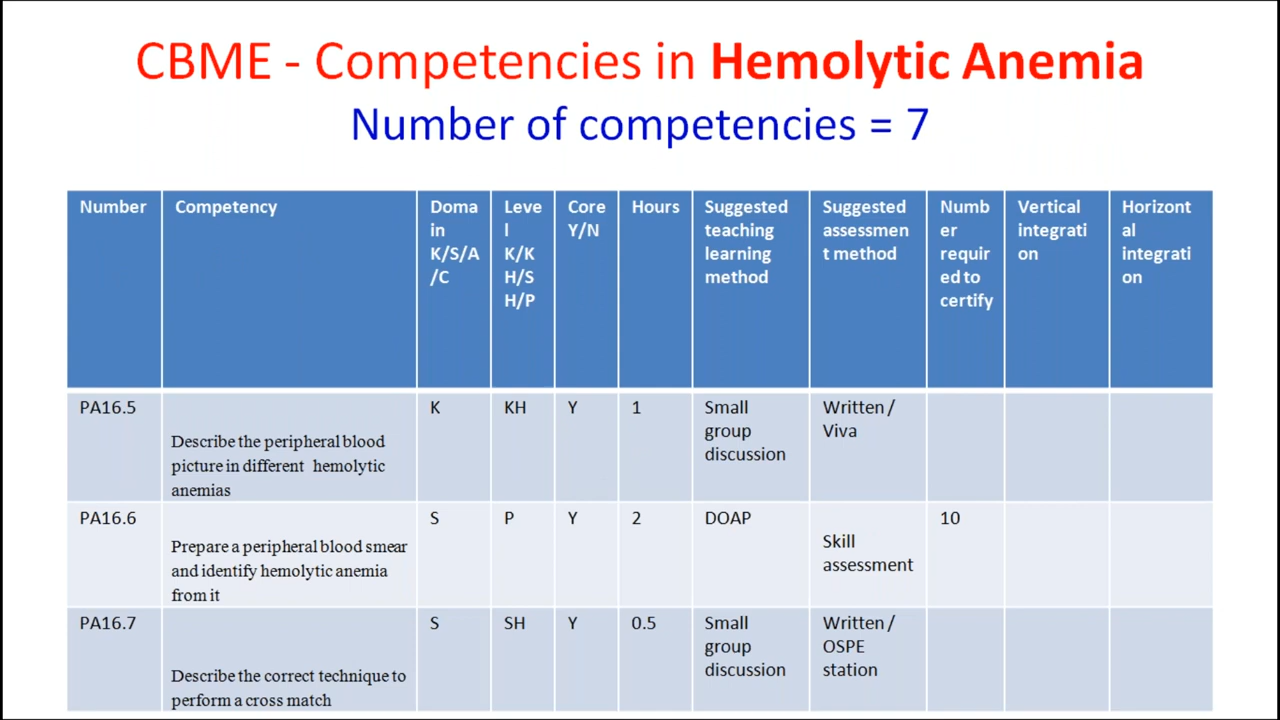 CBME - Competencies in Hemolytic Anemia
Number of competencies = 7
Number
Competency
Doma
in
K/S/A
/C
Leve
l
K/K
H/S
H/P
Core
Y/N
Hours
Suggested
teaching
learning
method
Suggested
assessmen
t method
Numb
er
requir
ed to
certify
Vertical
integrati
on
Horizont
al
integrati
on
PA16.5
Describe the peripheral blood
picture in different hemolytic
anemias
K
KH
Y
1
Small
group
discussion
Written /
Viva
PA16.6
Prepare a peripheral blood smear
and identify hemolytic anemia
from it
S
P
Y
2
DOAP
Skill
assessment
10
PA16.7
Describe the correct technique to
perform a cross match
S
SH
Y
0.5
Small
group
discussion
Written /
OSPE
station